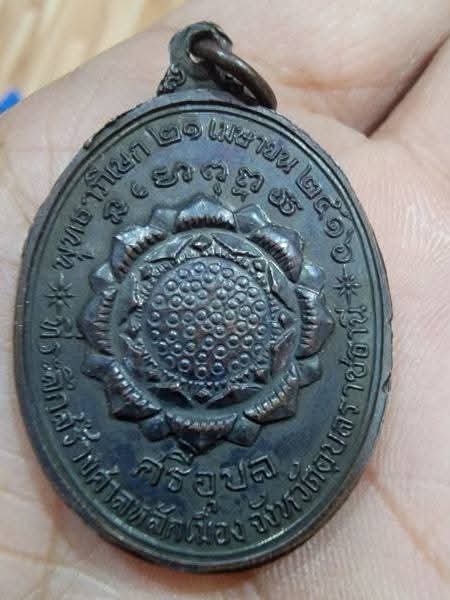 พุทธาภิเษก ๒๑ เมษายน ๒๕๑๖
ศรีอุบล
ที่ระลึกสร้างศาลหลักเมือง จังหวัดอุบลราชธานี